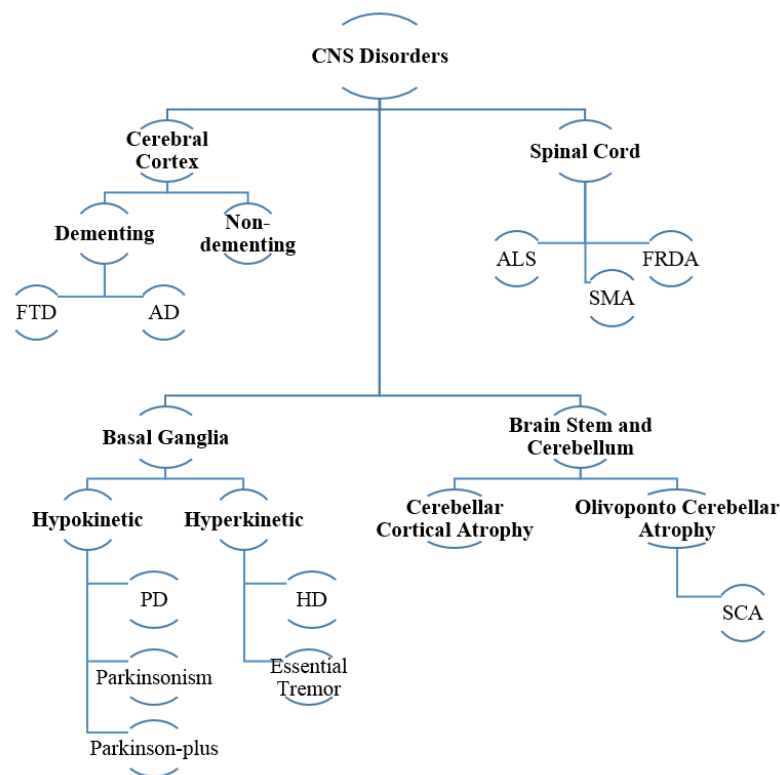 CNS Disorders
Cerebral
Cortex
Spinal Cord
Dementing
Non-
dementing
FTD
AD
ALS
SMA
FRDA
Basal Ganglia
Brain Stem and
Cerebellum
Hypokinetic
Hyperkinetic
Cerebellar
Cortical Atrophy
Olivoponto Cerebellar
Atrophy
PD
Parkinsonism
Parkinson-plus
HD
Essential
Tremor
SCA